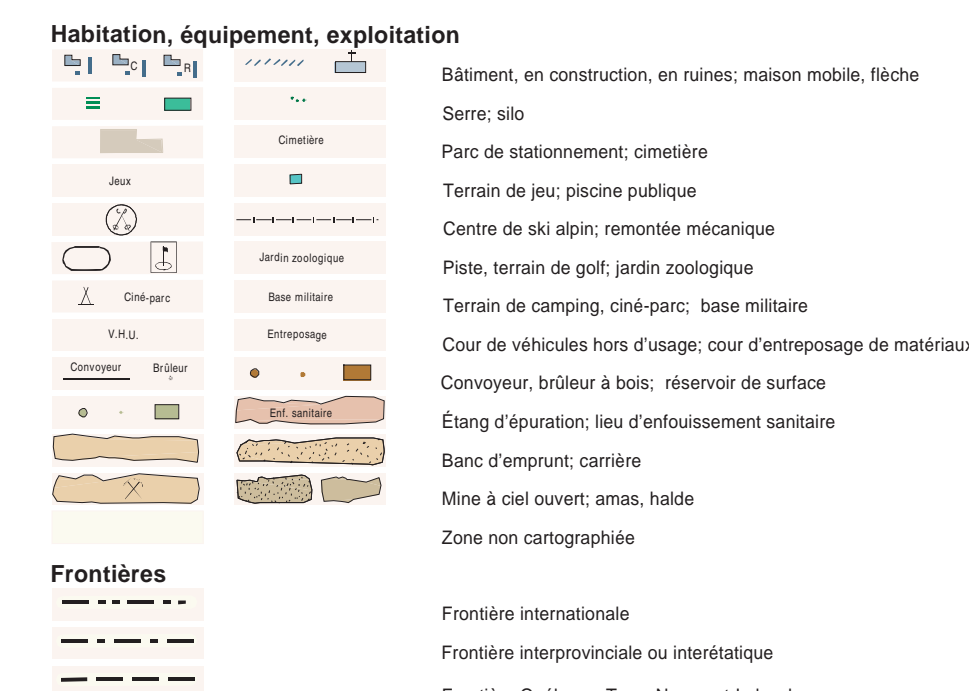 Habitation, équipement, exploitation
C R Bâtiment, en construction, en ruines; maison mobile, flèche
Serre; silo
Cimetière Parc de stationnement; cimetière
Jeux Terrain de jeu; piscine publique
Centre de ski alpin; remontée mécanique
Jardin zoologique Piste, terrain de golf; jardin zoologique
Ciné-parc Base militaire Terrain de camping, ciné-parc; base militaire
V.H.U. Entreposage Cour de véhicules hors d'usage; cour d'entreposage de matériaux
Convoyeur Brûleur Convoyeur, brûleur à bois; réservoir de surface
Enf. sanitaire Étang d'épuration; lieu d'enfouissement sanitaire
Banc d'emprunt; carrière
Mine à ciel ouvert; amas, halde
Zone non cartographiée
Frontières
Frontière internationale
Frontière interprovinciale ou interétatique